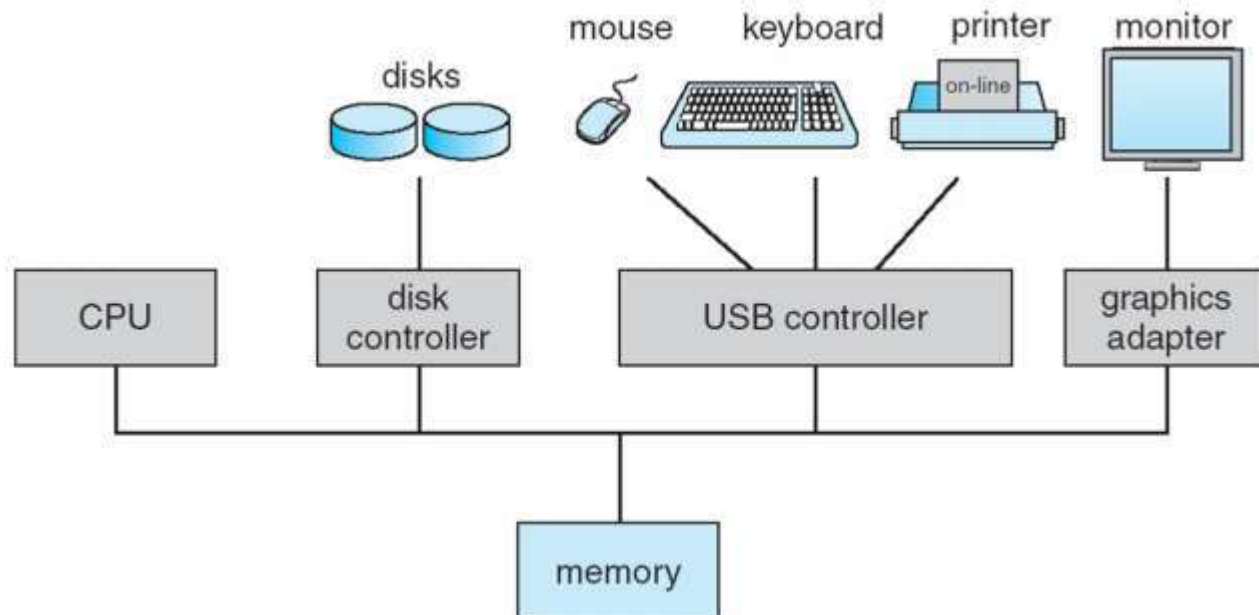 mouse
keyboard
printer
monitor
disks
on-line
CPU
disk
controller
USB controller
graphics
adapter
memory